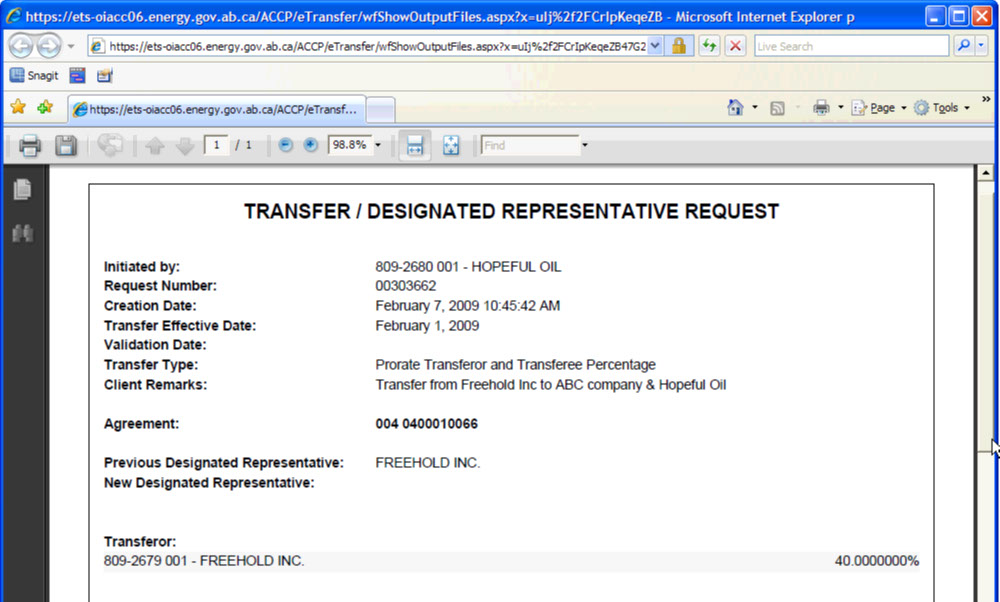 https://ets-oiacc06.energy.gov.ab.ca/ACCP/eTransfer/wfShowOutputFiles.aspx?x=uIj%2f2FCrIpKeqeZB - Microsoft Internet Explorer p
https://ets-oiacc06.energy.gov.ab.ca/ACCP/eTransfer/wfShowOutputFiles.aspx?x=uIj%2f2FCrIpKeqeZB47G2
Live Search
Snagit
https://ets-oiacc06.energy.gov.ab.ca/ACCP/eTransf...
Page
Tools
»
1 / 1
98.8%
Find
TRANSFER / DESIGNATED REPRESENTATIVE REQUEST
Initiated by: 809-2680 001 - HOPEFUL OIL
Request Number: 00303662
Creation Date: February 7, 2009 10:45:42 AM
Transfer Effective Date: February 1, 2009
Validation Date:
Transfer Type: Prorate Transferor and Transferee Percentage
Client Remarks: Transfer from Freehold Inc to ABC company & Hopeful Oil
Agreement: 004 0400010066
Previous Designated Representative: FREEHOLD INC.
New Designated Representative:
Transferor:
809-2679 001 - FREEHOLD INC. 40.0000000%